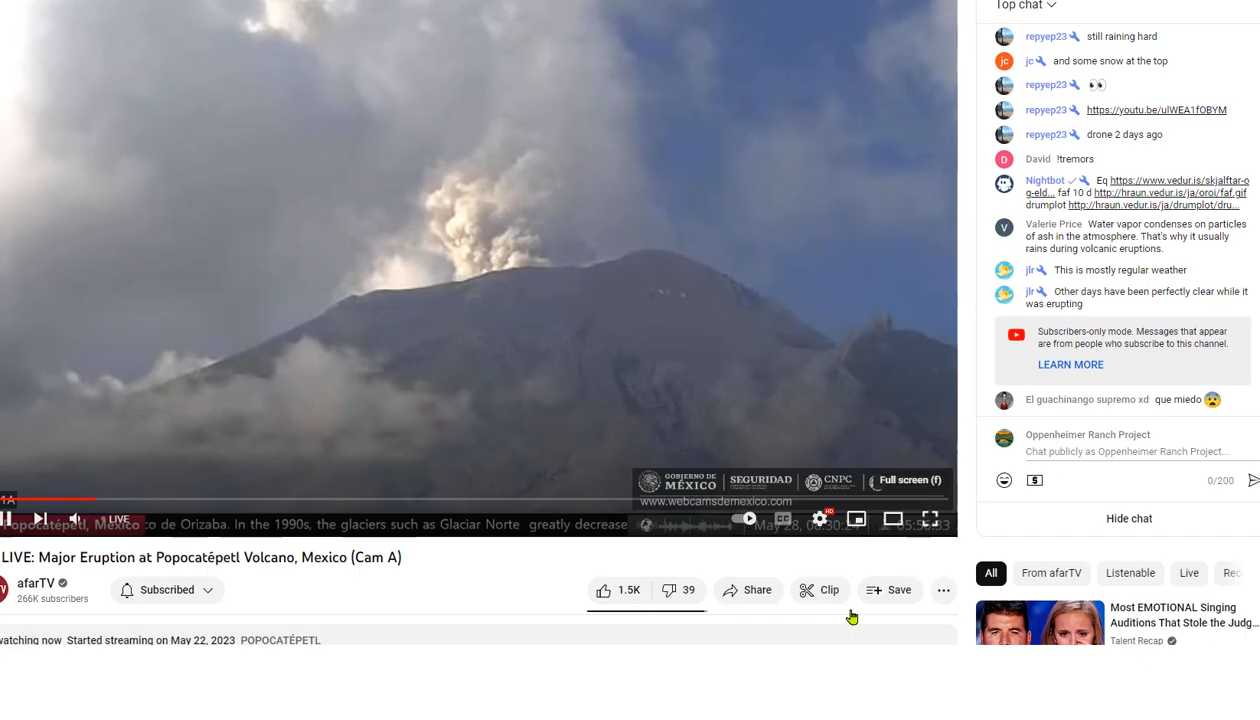 GOBIERNO DE MÉXICO
SEGURIDAD
CNPC
Full screen (f)
www.webcamsdemexico.com
1A
LIVE
Popocatépetl, Mexico
co de Orizaba. In the 1990s, the glaciers such as Glaciar Norte greatly decrease
HD
LIVE: Major Eruption at Popocatépetl Volcano, Mexico (Cam A)
afarTV
266K subscribers
Subscribed
1.5K
39
Share
Clip
Save
watching now Started streaming on May 22, 2023 POPOCATÉPETL
Top chat
repyep23 still raining hard
jc jc and some snow at the top
repyep23 👀
repyep23 https://youtu.be/ulWEA1fOBYM
repyep23 drone 2 days ago
D David !tremors
Nightbot Eq https://www.vedur.is/skjalftar-o
g-eld... faf 10 d http://hraun.vedur.is/ja/oroi/faf.gif
drumplot http://hraun.vedur.is/ja/drumplot/dru...
V Valerie Price Water vapor condenses on particles
of ash in the atmosphere. That's why it usually
rains during volcanic eruptions.
jlr This is mostly regular weather
jlr Other days have been perfectly clear while it
was erupting
Subscribers-only mode. Messages that appear
are from people who subscribe to this channel.
LEARN MORE
El guachinango supremo xd que miedo 😨
Oppenheimer Ranch Project
Chat publicly as Oppenheimer Ranch Project...
0/200
Hide chat
All
From afarTV
Listenable
Live
Rec
Most EMOTIONAL Singing
Auditions That Stole the Judg...
Talent Recap